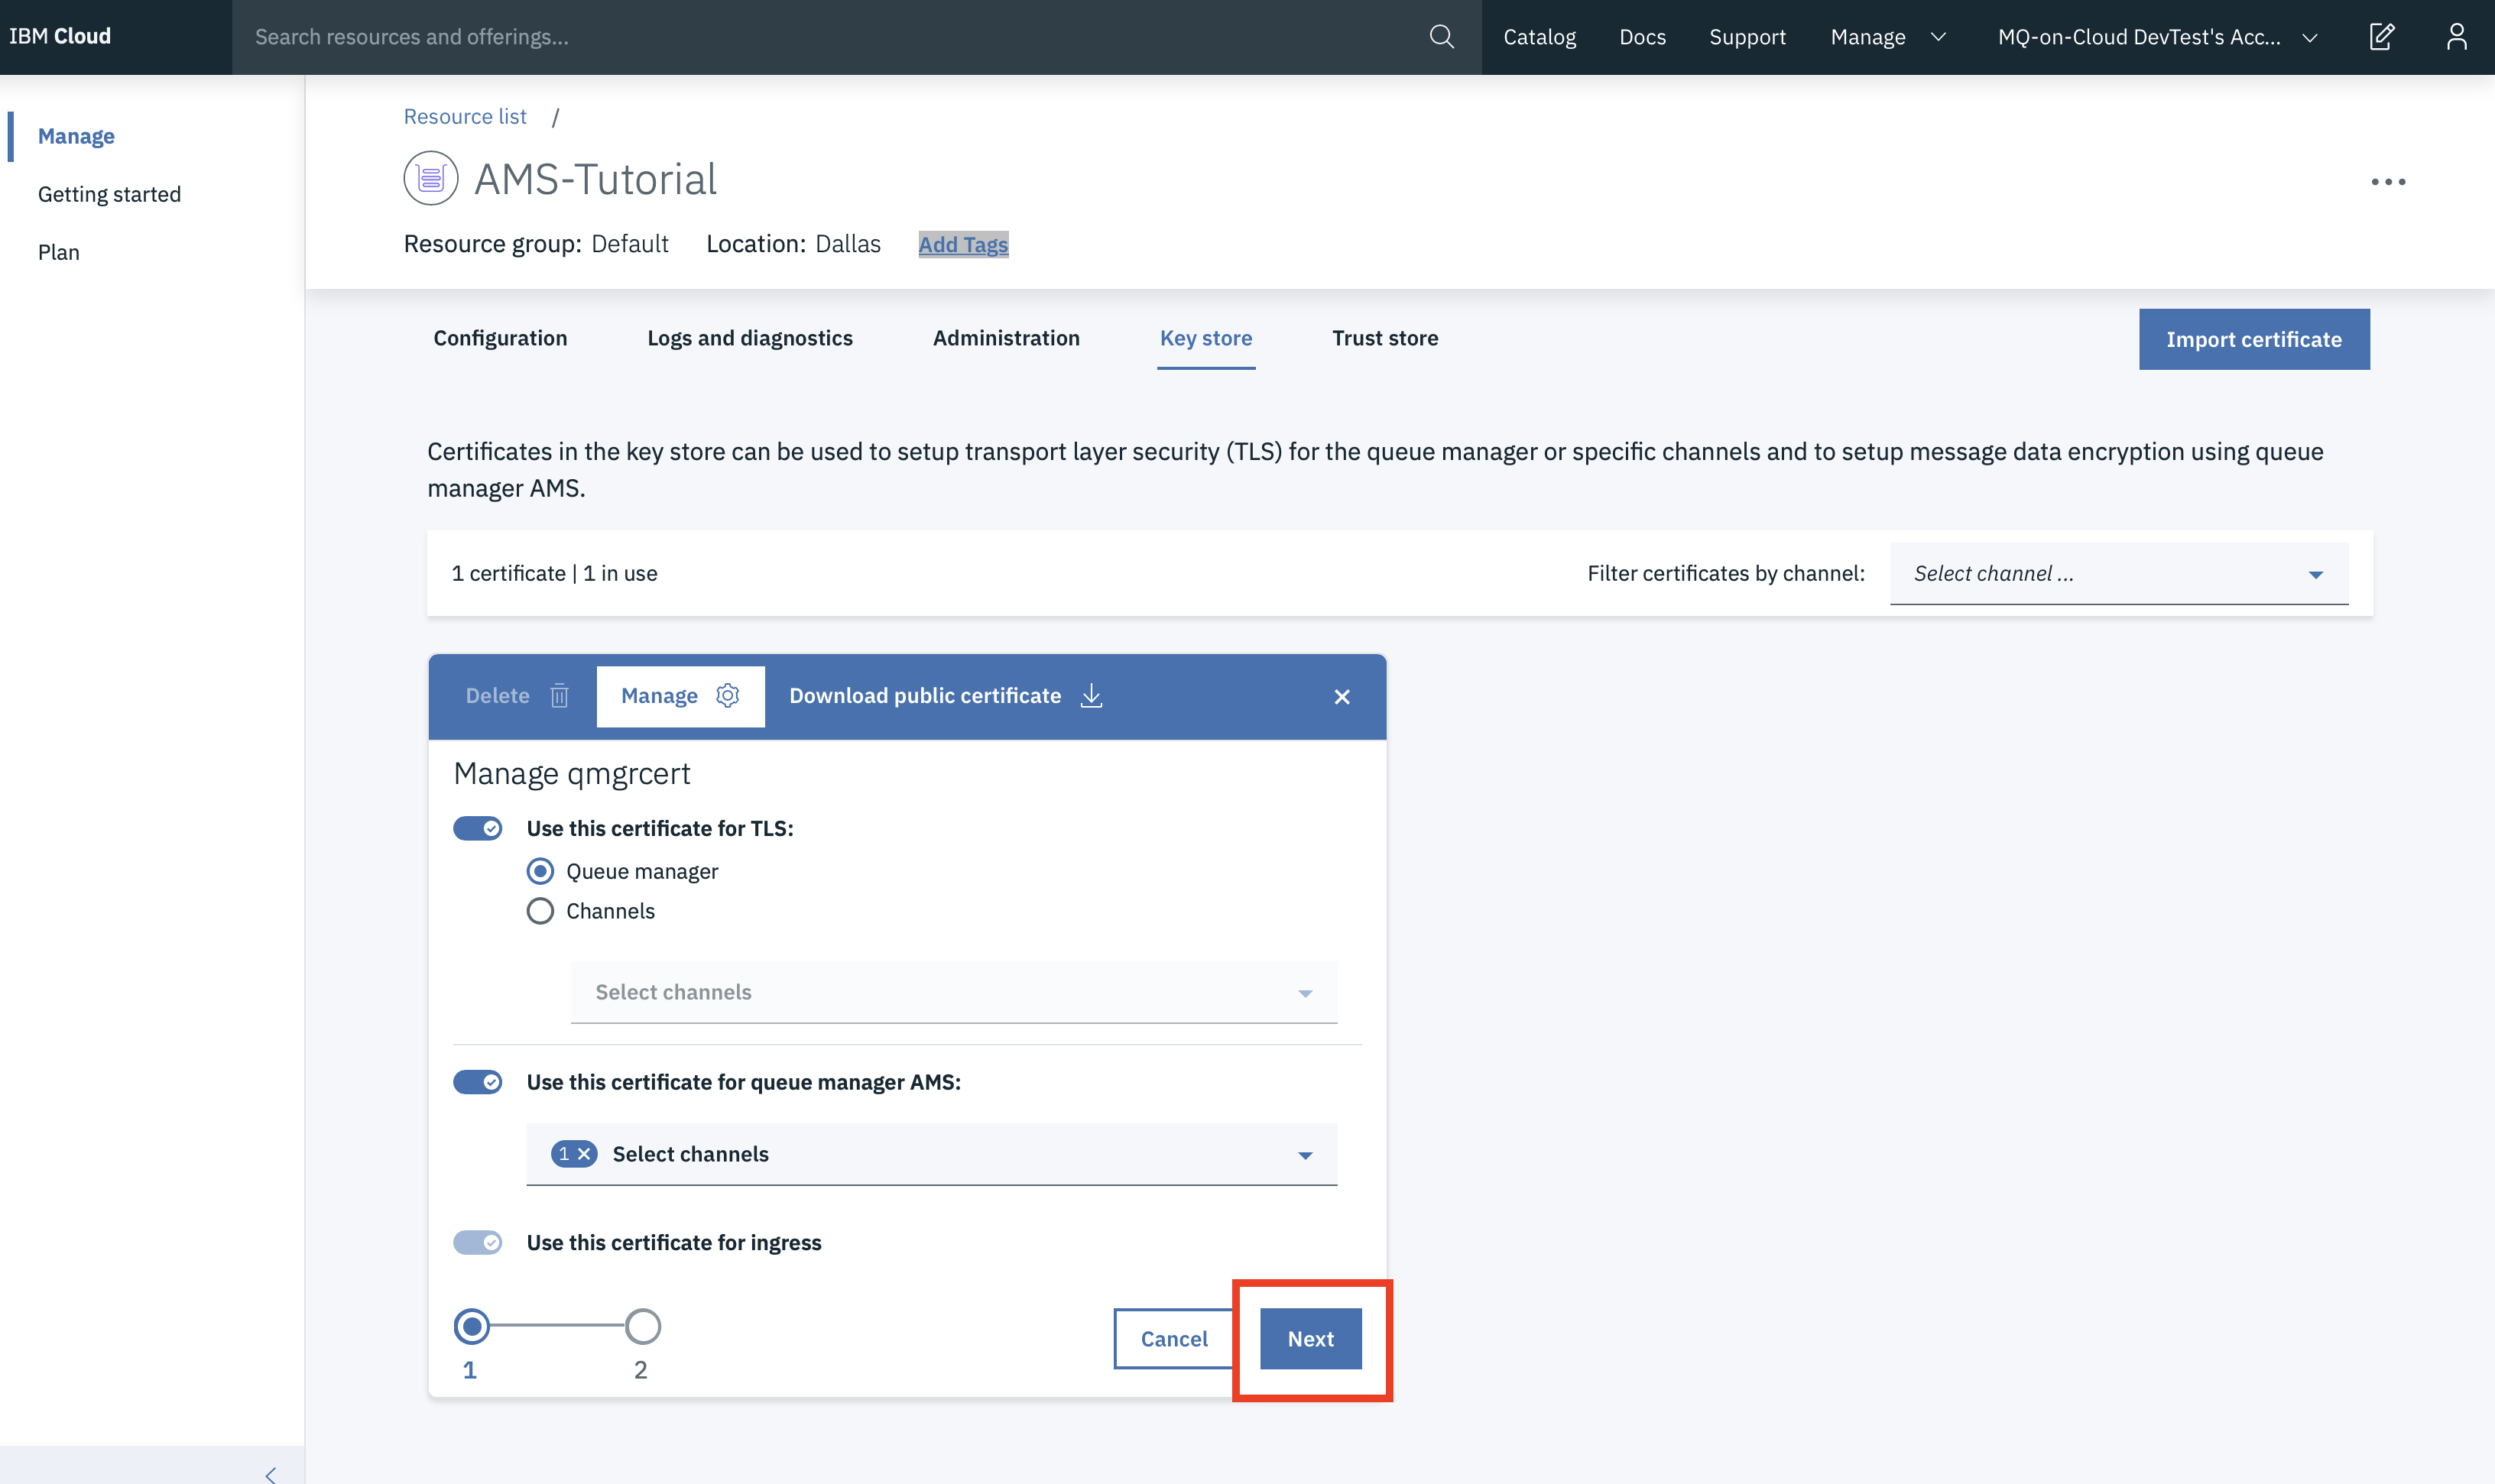 IBM Cloud
Search resources and offerings...
Catalog
Docs
Support
Manage
MQ-on-Cloud DevTest's Acc...
Manage
Getting started
Plan
Resource list /
AMS-Tutorial
Resource group: Default Location: Dallas Add Tags
Configuration
Logs and diagnostics
Administration
Key store
Trust store
Import certificate
Certificates in the key store can be used to setup transport layer security (TLS) for the queue manager or specific channels and to setup message data encryption using queue
manager AMS.
1 certificate | 1 in use
Filter certificates by channel:
Select channel ...
Delete
Manage
Download public certificate
Manage qmgrcert
Use this certificate for TLS:
Queue manager
Channels
Select channels
Use this certificate for queue manager AMS:
1 Select channels
Use this certificate for ingress
1
2
Cancel
Next